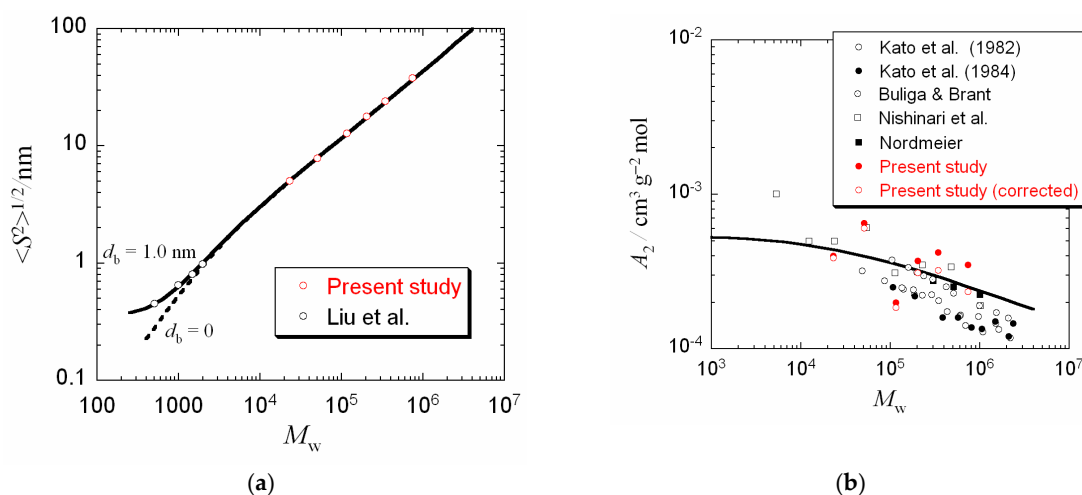 100
10
1
0.1
<S²>^1/2/nm
d_b = 1.0 nm
d_b = 0
Present study
Liu et al.
100
1000
10⁴
10⁵
10⁶
10⁷
M_w
(a)
10⁻²
10⁻³
10⁻⁴
A₂ / cm³ g⁻² mol
Kato et al. (1982)
Kato et al. (1984)
Buliga & Brant
Nishinari et al.
Nordmeier
Present study
Present study (corrected)
10³
10⁴
10⁵
10⁶
10⁷
M_w
(b)